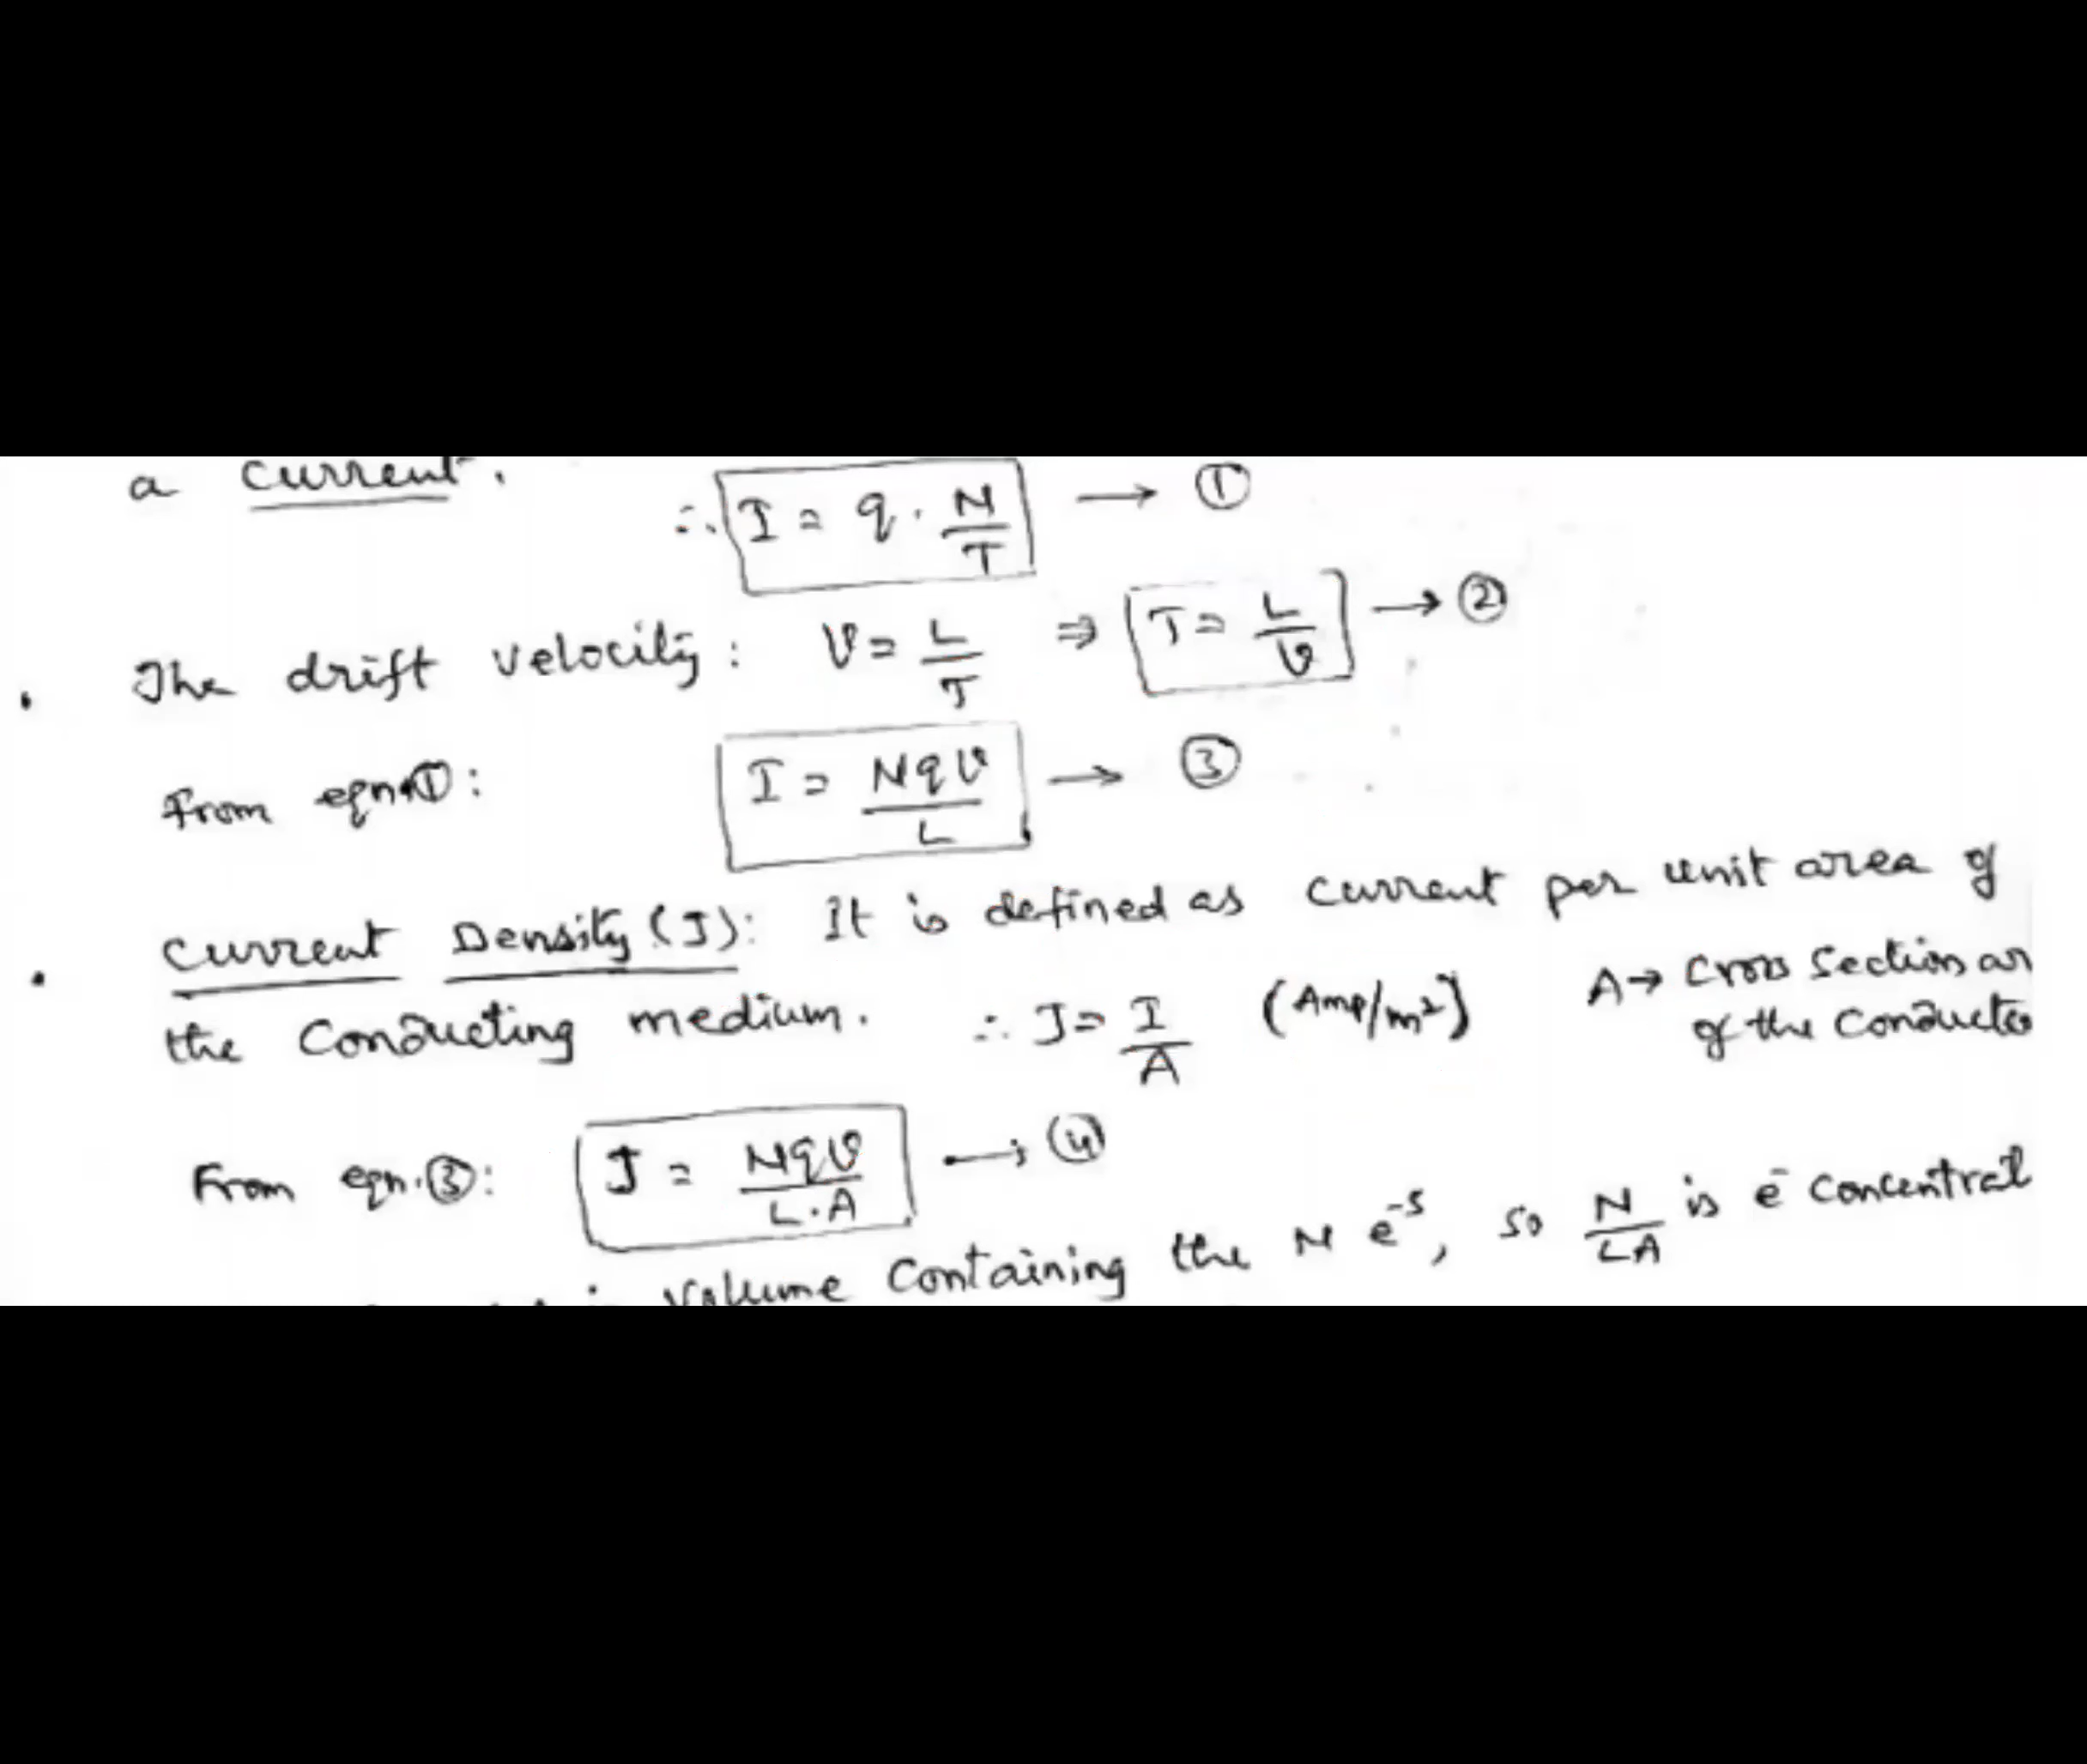 a current.
∴ I = q · N/T → ①
• The drift velocity : v = L/T ⇒ T = L/v → ②
From eqn.①: I = Nqv/L → ③
• Current Density (J): It is defined as current per unit area of
the Conducting medium. ∴ J = I/A (Amp/m²) A → Cross Section ar
of the Conducto
From eqn.③: J = Nqv/L.A → ④
volume containing the N e⁻s, so N/LA is e⁻ concentrat